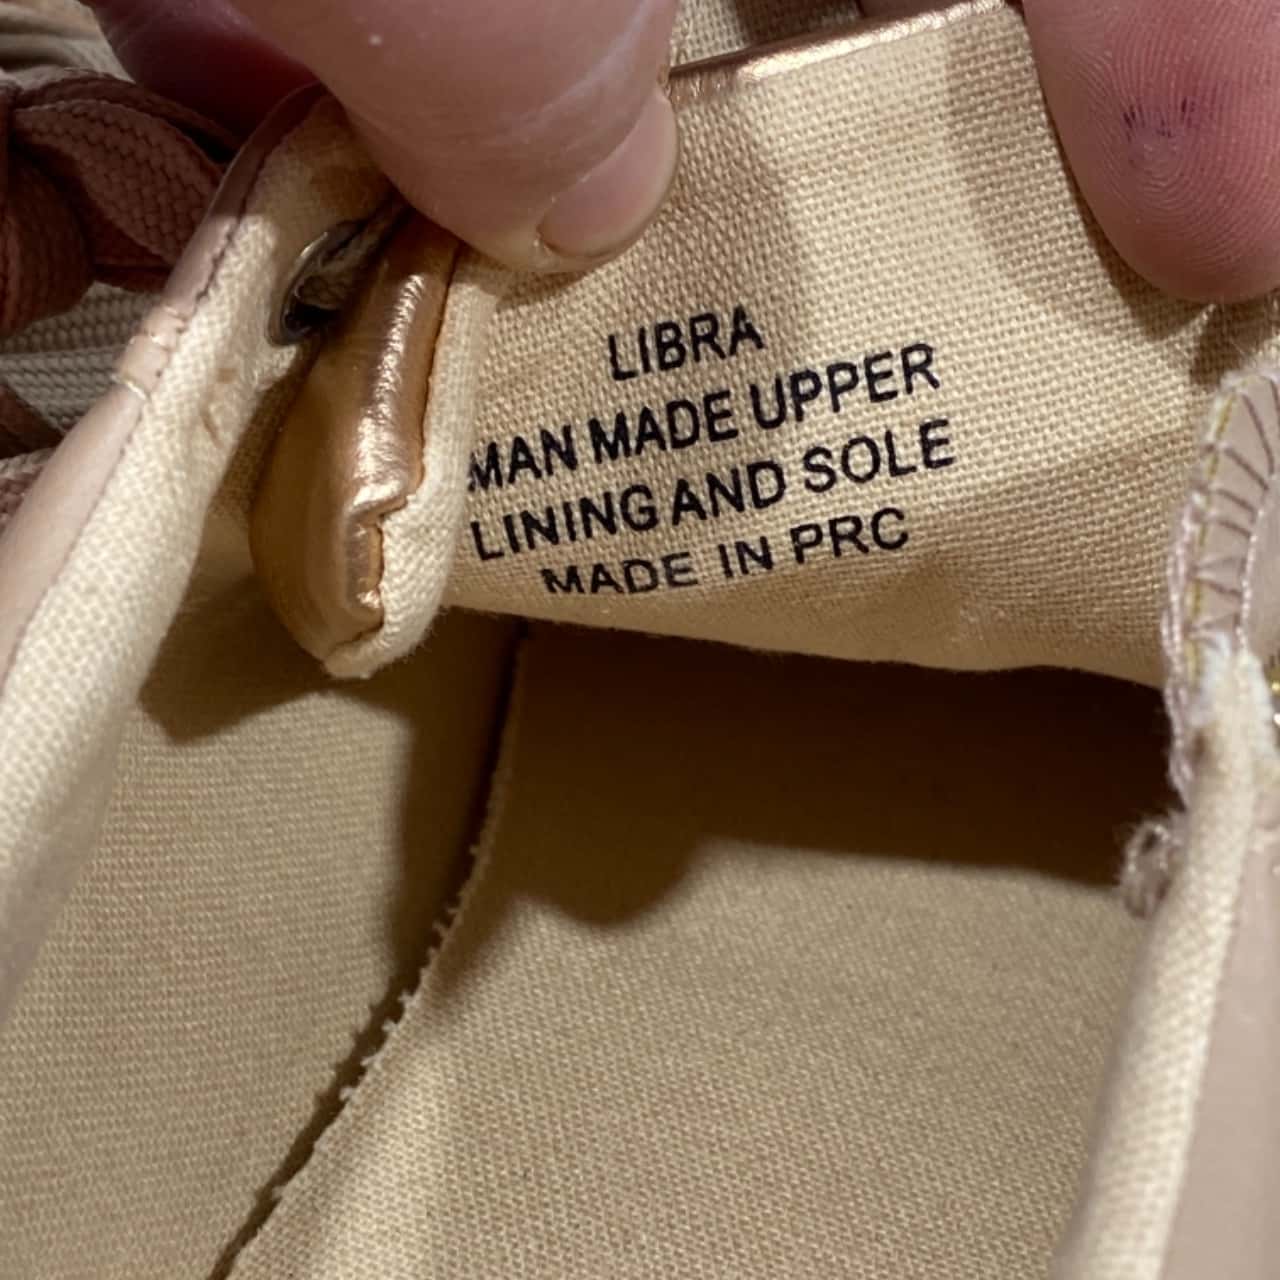 LIBRA
MAN MADE UPPER
LINING AND SOLE
MADE IN PRC